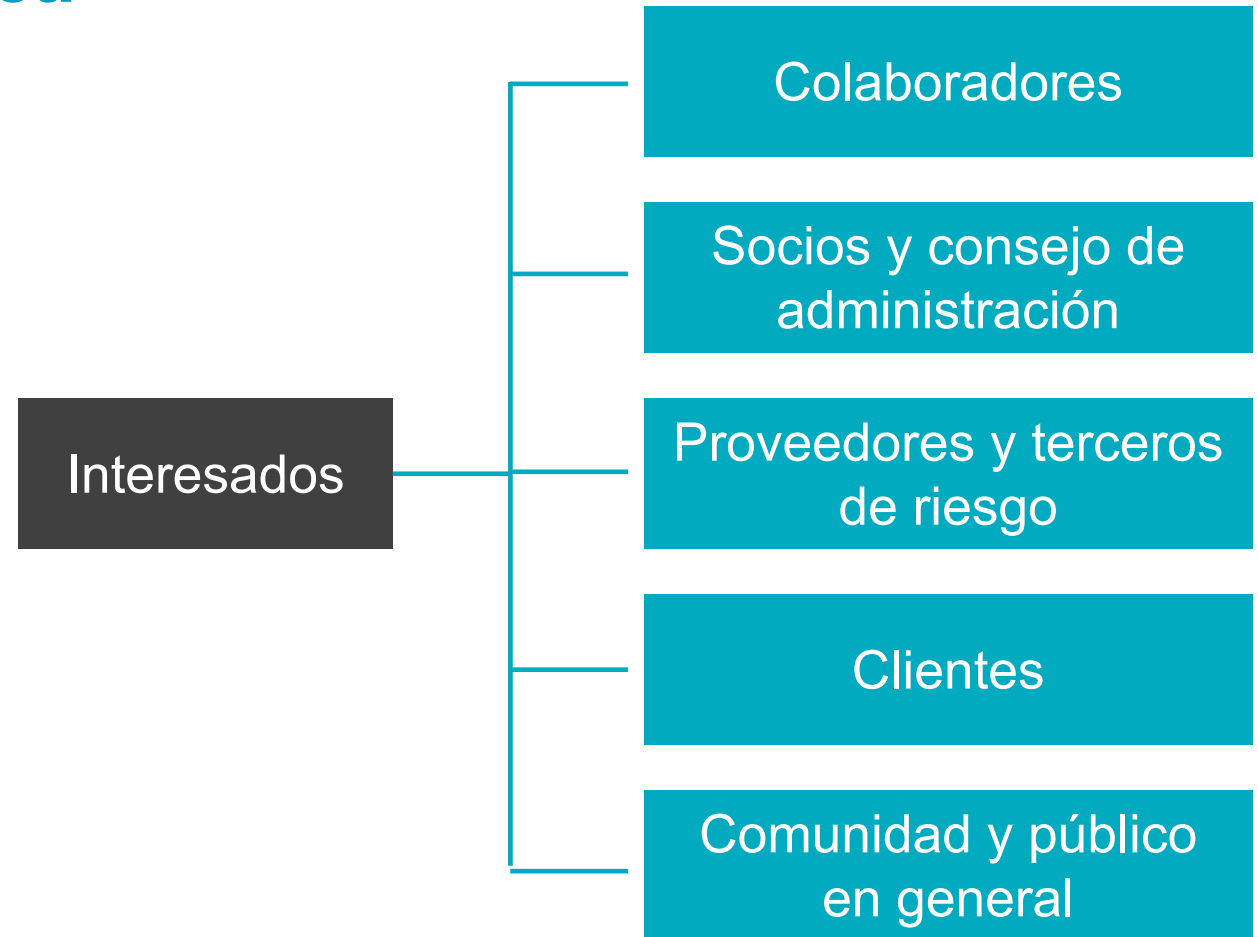 Colaboradores
Socios y consejo de
administración
Interesados
Proveedores y terceros
de riesgo
Clientes
Comunidad y público
en general